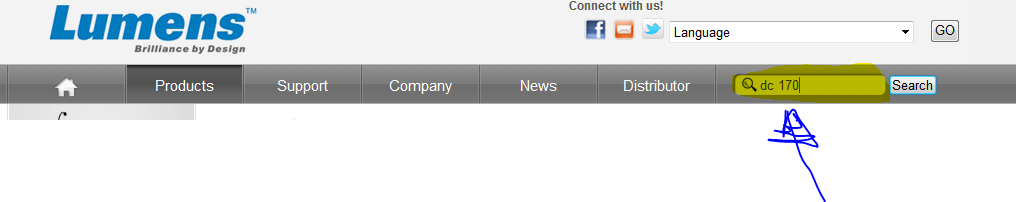 Connect with us!
Lumens™
Brilliance by Design
Language
GO
Products
Support
Company
News
Distributor
dc 170
Search